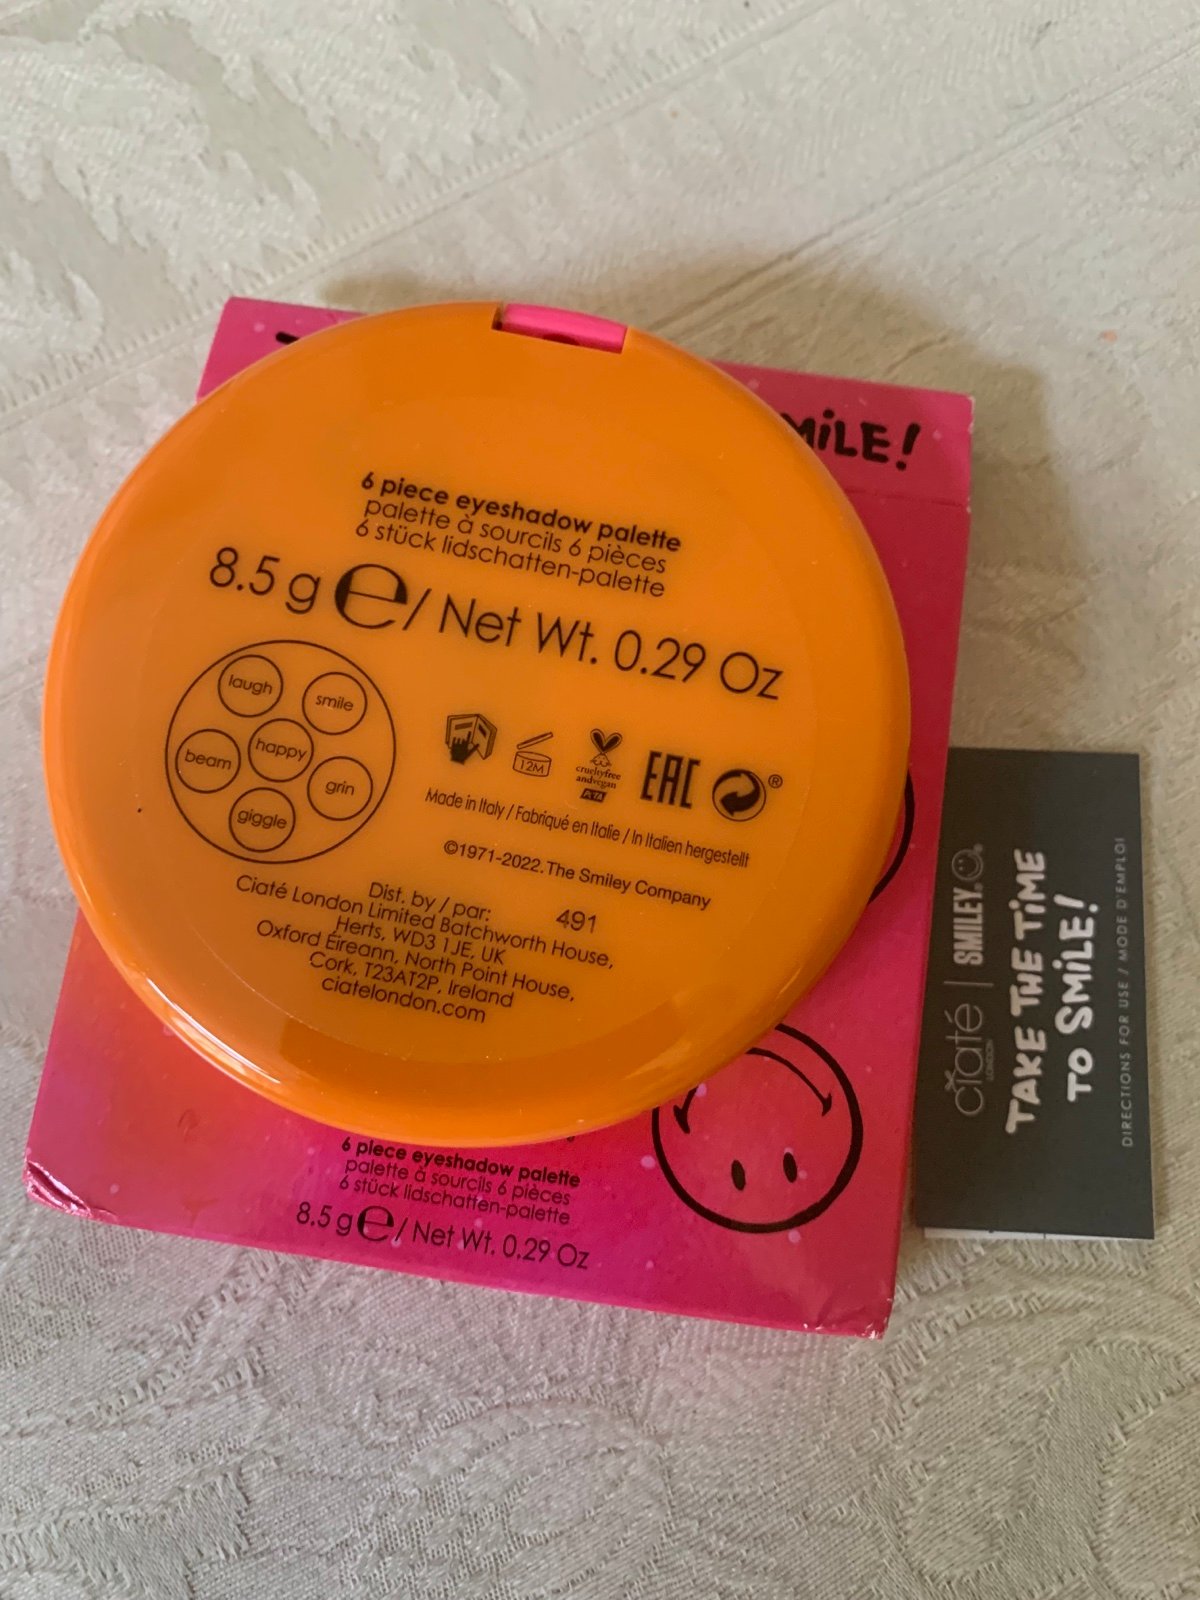 MiLE!
6 piece eyeshadow palette
palette à sourcils 6 pièces
6 stück lidschatten-palette
8.5 g ℮/ Net Wt. 0.29 Oz
laugh
smile
beam
happy
grin
giggle
12M
crueltyfree
andvegan
PETA
EAC
®
Made in Italy / Fabriqué en Italie / In Italien hergestellt
©1971-2022. The Smiley Company
491
Dist. by / par:
Ciaté London Limited Batchworth House,
Herts, WD3 1JE, UK
Oxford Eireann, North Point House,
Cork, T23AT2P, Ireland
ciatelondon.com
6 piece eyeshadow palette
palette à sourcils 6 pièces
6 stück lidschatten-palette
8.5 g ℮/ Net Wt. 0.29 Oz
ciaté LONDON | SMILEY®
TAKE THE TiME
TO SMiLE!
DIRECTIONS FOR USE / MODE D'EMPLOI